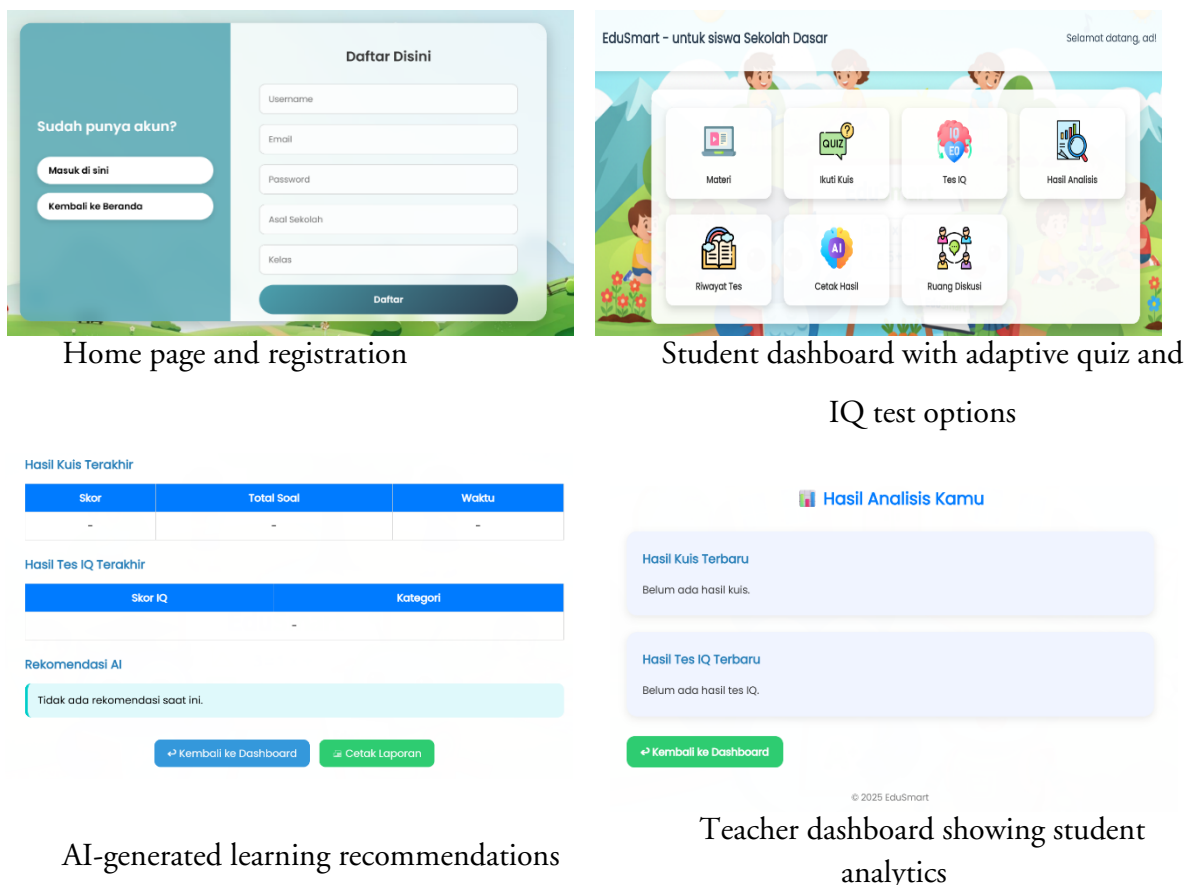 Daftar Disini
Username
Email
Password
Asal Sekolah
Kelas
Daftar
Sudah punya akun?
Masuk di sini
Kembali ke Beranda
Home page and registration
EduSmart - untuk siswa Sekolah Dasar
Selamat datang, ad!
Materi
QUIZ
?
Ikuti Kuis
IQ
EQ
Tes IQ
Hasil Analisis
Riwayat Tes
AI
Cetak Hasil
Ruang Diskusi
Student dashboard with adaptive quiz and
IQ test options
Hasil Kuis Terakhir
Skor Total Soal Waktu
- - -
Hasil Tes IQ Terakhir
Skor IQ Kategori
-
Rekomendasi AI
Tidak ada rekomendasi saat ini.
Kembali ke Dashboard
Cetak Laporan
AI-generated learning recommendations
Hasil Analisis Kamu
Hasil Kuis Terbaru
Belum ada hasil kuis.
Hasil Tes IQ Terbaru
Belum ada hasil tes IQ.
Kembali ke Dashboard
© 2025 EduSmart
Teacher dashboard showing student
analytics